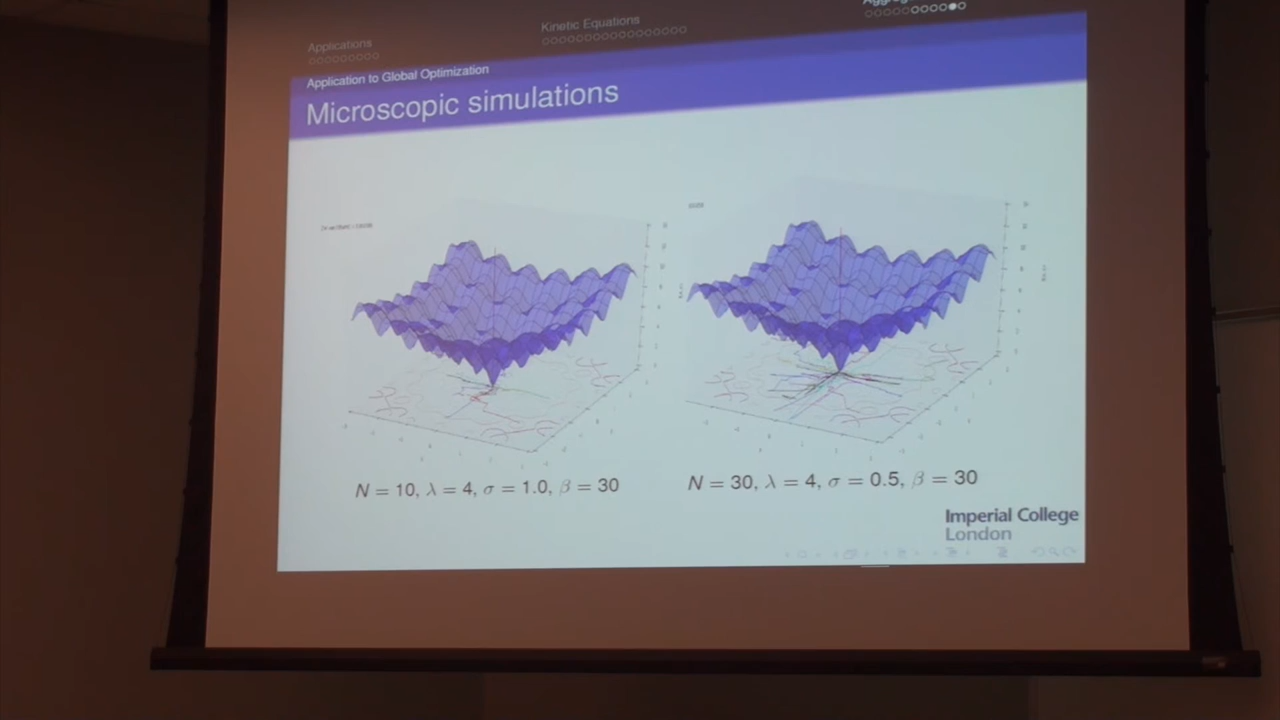 Applications
Kinetic Equations
Application to Global Optimization
Microscopic simulations
N = 10, λ = 4, σ = 1.0, β = 30
N = 30, λ = 4, σ = 0.5, β = 30
Imperial College
London